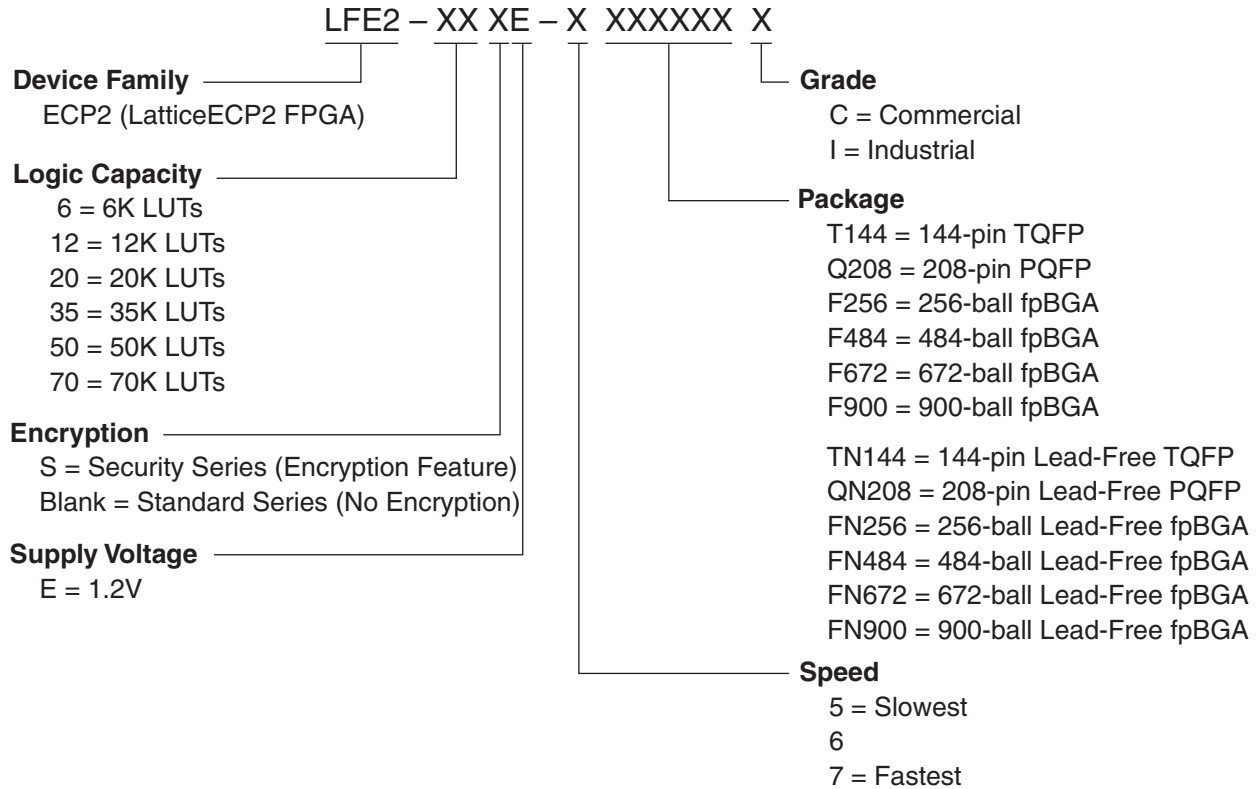 LFE2 – XX XE – X XXXXXX X
Device Family
ECP2 (LatticeECP2 FPGA)
Logic Capacity
6 = 6K LUTs
12 = 12K LUTs
20 = 20K LUTs
35 = 35K LUTs
50 = 50K LUTs
70 = 70K LUTs
Encryption
S = Security Series (Encryption Feature)
Blank = Standard Series (No Encryption)
Supply Voltage
E = 1.2V
Grade
C = Commercial
I = Industrial
Package
T144 = 144-pin TQFP
Q208 = 208-pin PQFP
F256 = 256-ball fpBGA
F484 = 484-ball fpBGA
F672 = 672-ball fpBGA
F900 = 900-ball fpBGA
TN144 = 144-pin Lead-Free TQFP
QN208 = 208-pin Lead-Free PQFP
FN256 = 256-ball Lead-Free fpBGA
FN484 = 484-ball Lead-Free fpBGA
FN672 = 672-ball Lead-Free fpBGA
FN900 = 900-ball Lead-Free fpBGA
Speed
5 = Slowest
6
7 = Fastest